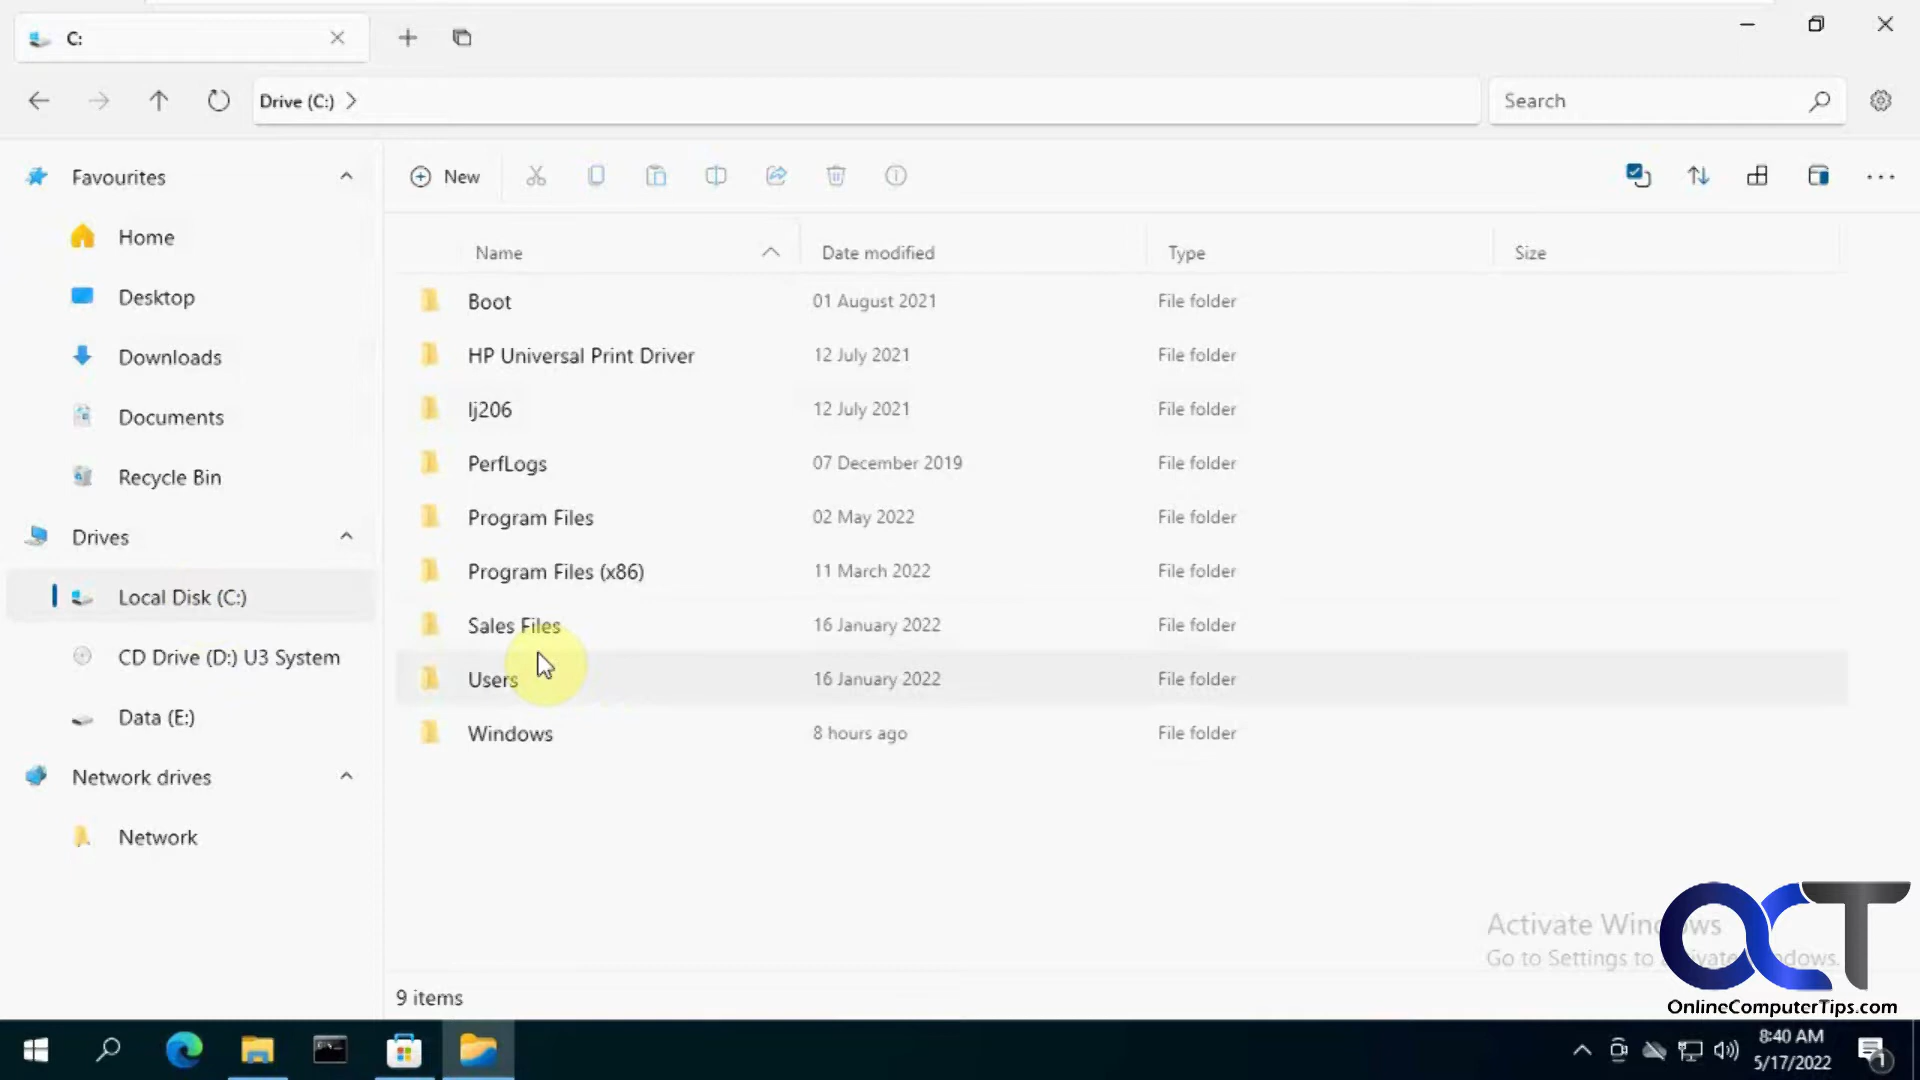 C:
Drive (C:)
Search
Favourites
Home
Desktop
Downloads
Documents
Recycle Bin
Drives
Local Disk (C:)
CD Drive (D:) U3 System
Data (E:)
Network drives
Network
New
Name Date modified Type Size
Boot 01 August 2021 File folder
HP Universal Print Driver 12 July 2021 File folder
lj206 12 July 2021 File folder
PerfLogs 07 December 2019 File folder
Program Files 02 May 2022 File folder
Program Files (x86) 11 March 2022 File folder
Sales Files 16 January 2022 File folder
Users 16 January 2022 File folder
Windows 8 hours ago File folder
9 items
Activate Windows
Go to Settings to activate Windows.
OCT
OnlineComputerTips.com
8:40 AM
5/17/2022
1